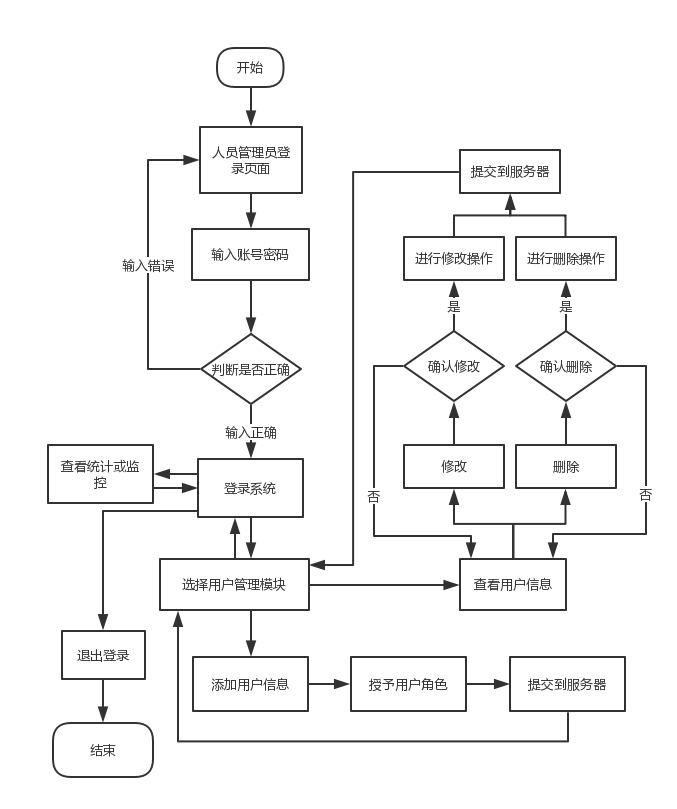 开始
人员管理员登
录页面
输入账号密码
输入错误
判断是否正确
输入正确
查看统计或监
控
登录系统
选择用户管理模块
退出登录
结束
添加用户信息
授予用户角色
提交到服务器
提交到服务器
进行修改操作
进行删除操作
是
是
确认修改
确认删除
修改
删除
否
否
查看用户信息